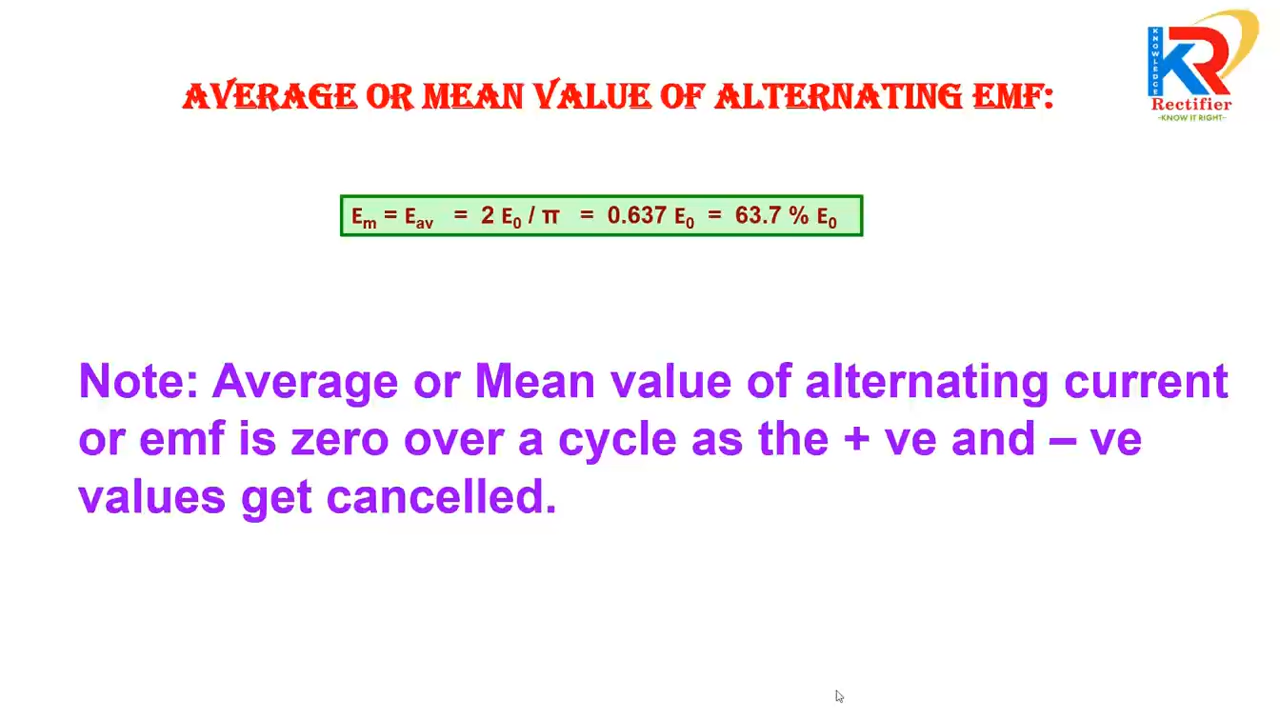 KNOWLEDGE
KR
Rectifier
-KNOW IT RIGHT-
AVERAGE OR MEAN VALUE OF ALTERNATING EMF:
Em = Eav = 2 E0 / π = 0.637 E0 = 63.7 % E0
Note: Average or Mean value of alternating current
or emf is zero over a cycle as the + ve and – ve
values get cancelled.